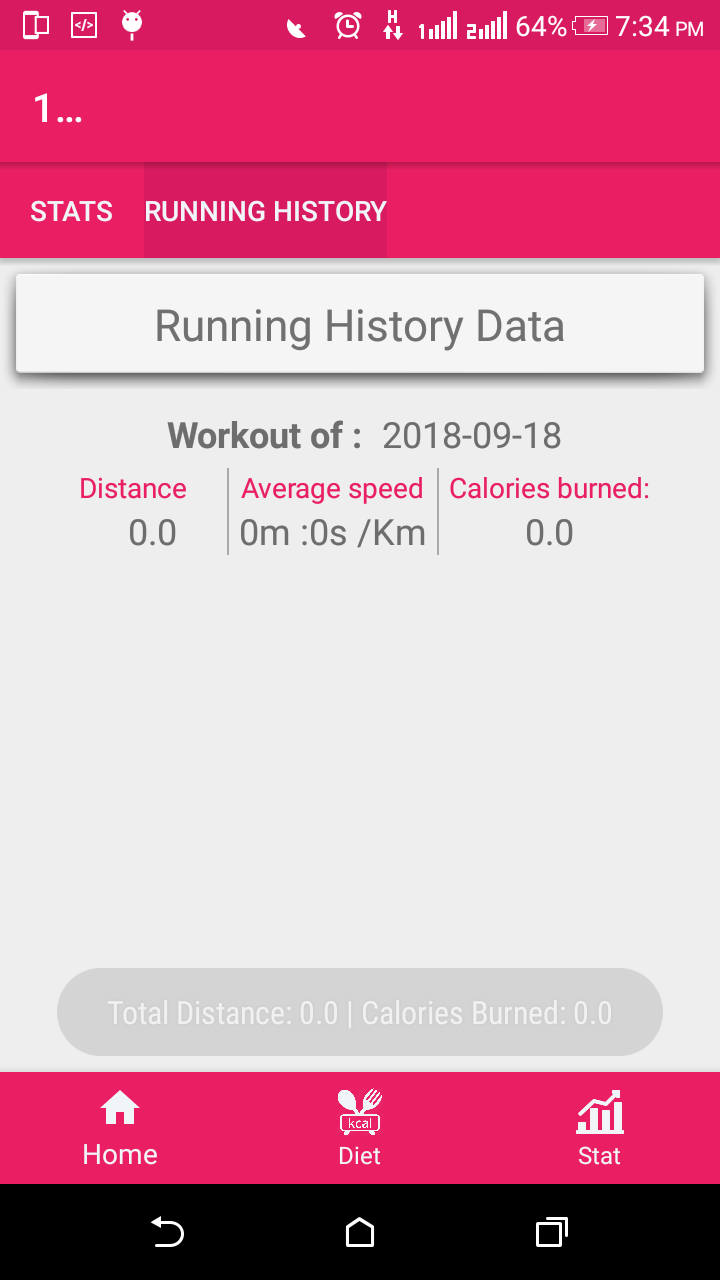 64% 7:34 PM
1...
STATS RUNNING HISTORY
Running History Data
Workout of : 2018-09-18
Distance Average speed Calories burned:
0.0 0m :0s /Km 0.0
Total Distance: 0.0 | Calories Burned: 0.0
kcal
Home Diet Stat